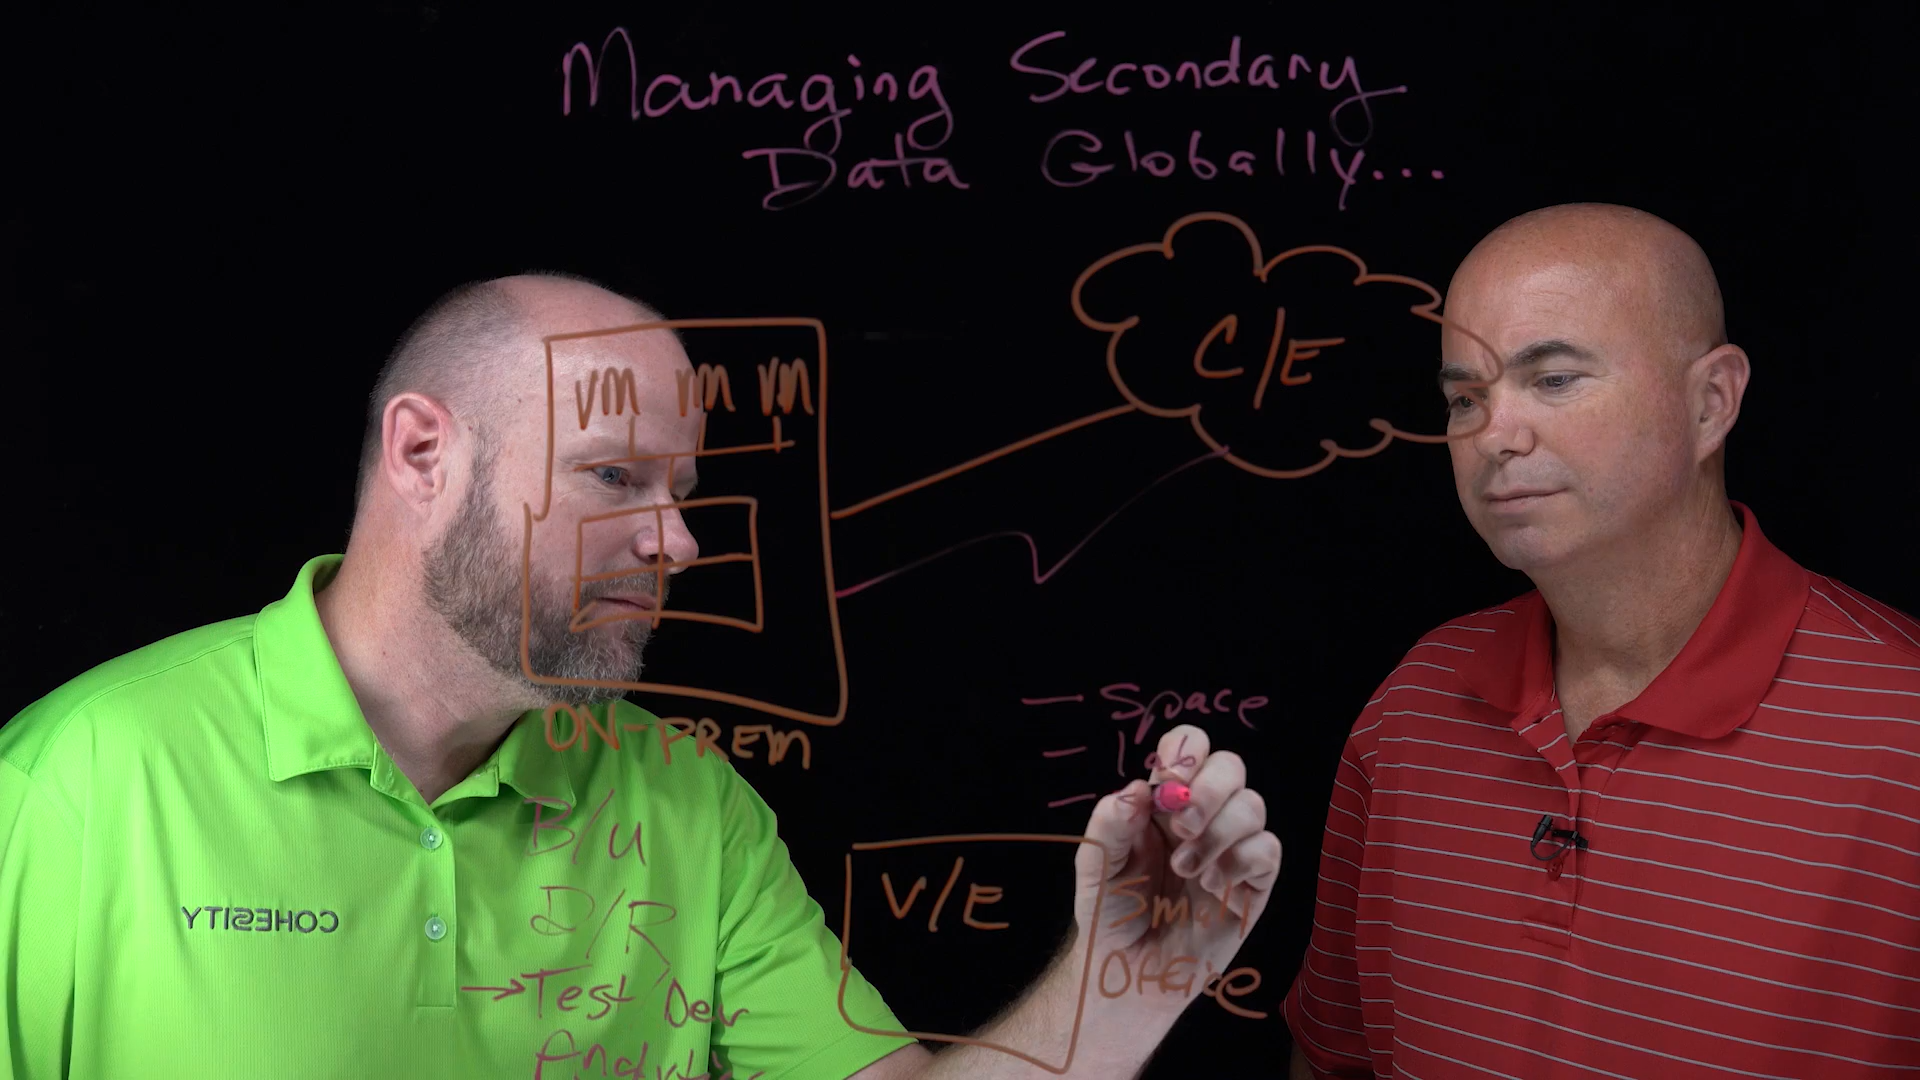 Managing Secondary
Data Globally...
C/E
VM VM VM
ON-PREM
— Space
— lab
—
B/U
D/R
→ Test Dev
V/E
Small
Office
COHESITY